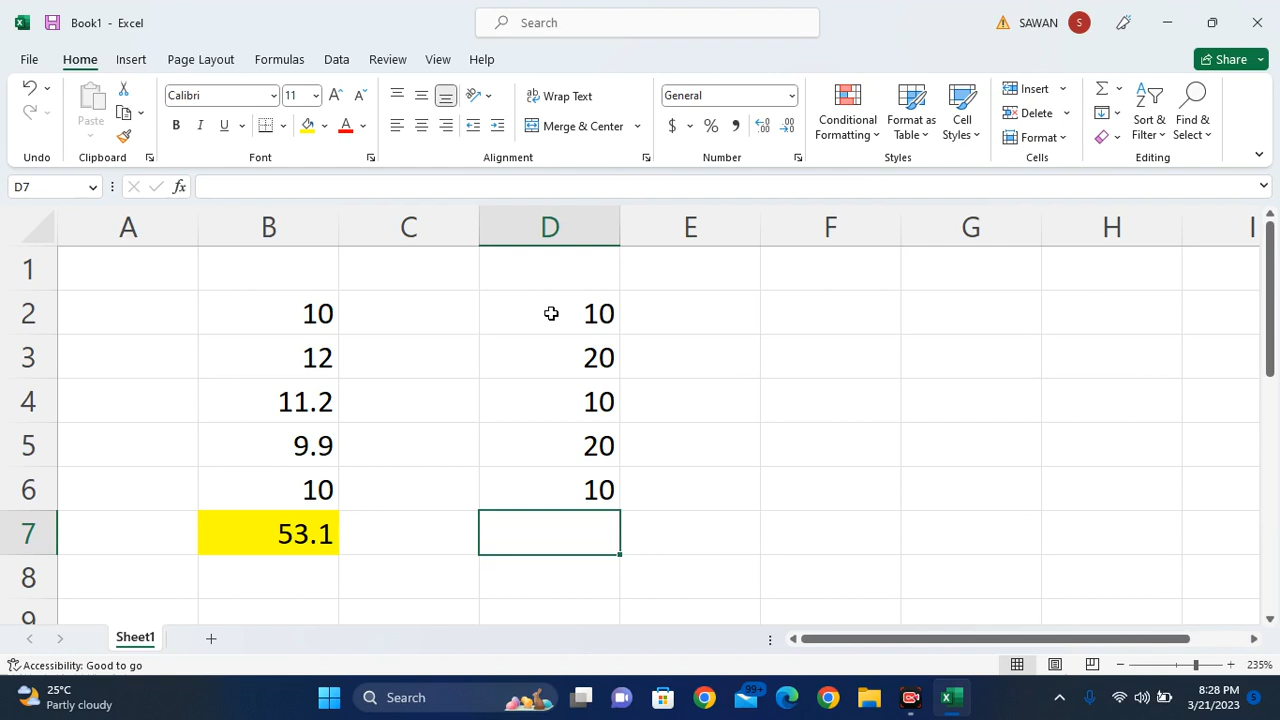 Book1 - Excel
Search
SAWAN
S
File
Home
Insert
Page Layout
Formulas
Data
Review
View
Help
Share
Undo
Paste
Clipboard
Calibri
11
A
A
B
I
U
A
Font
Wrap Text
Merge & Center
Alignment
General
$
%
Number
Conditional
Formatting
Format as
Table
Cell
Styles
Styles
Insert
Delete
Format
Cells
Sort &
Filter
Find &
Select
Editing
D7
fx
A B C D E F G H I
1
2 10 10
3 12 20
4 11.2 10
5 9.9 20
6 10 10
7 53.1
8
9
Sheet1
Accessibility: Good to go
235%
25°C
Partly cloudy
Search
99+
8:28 PM
3/21/2023
5